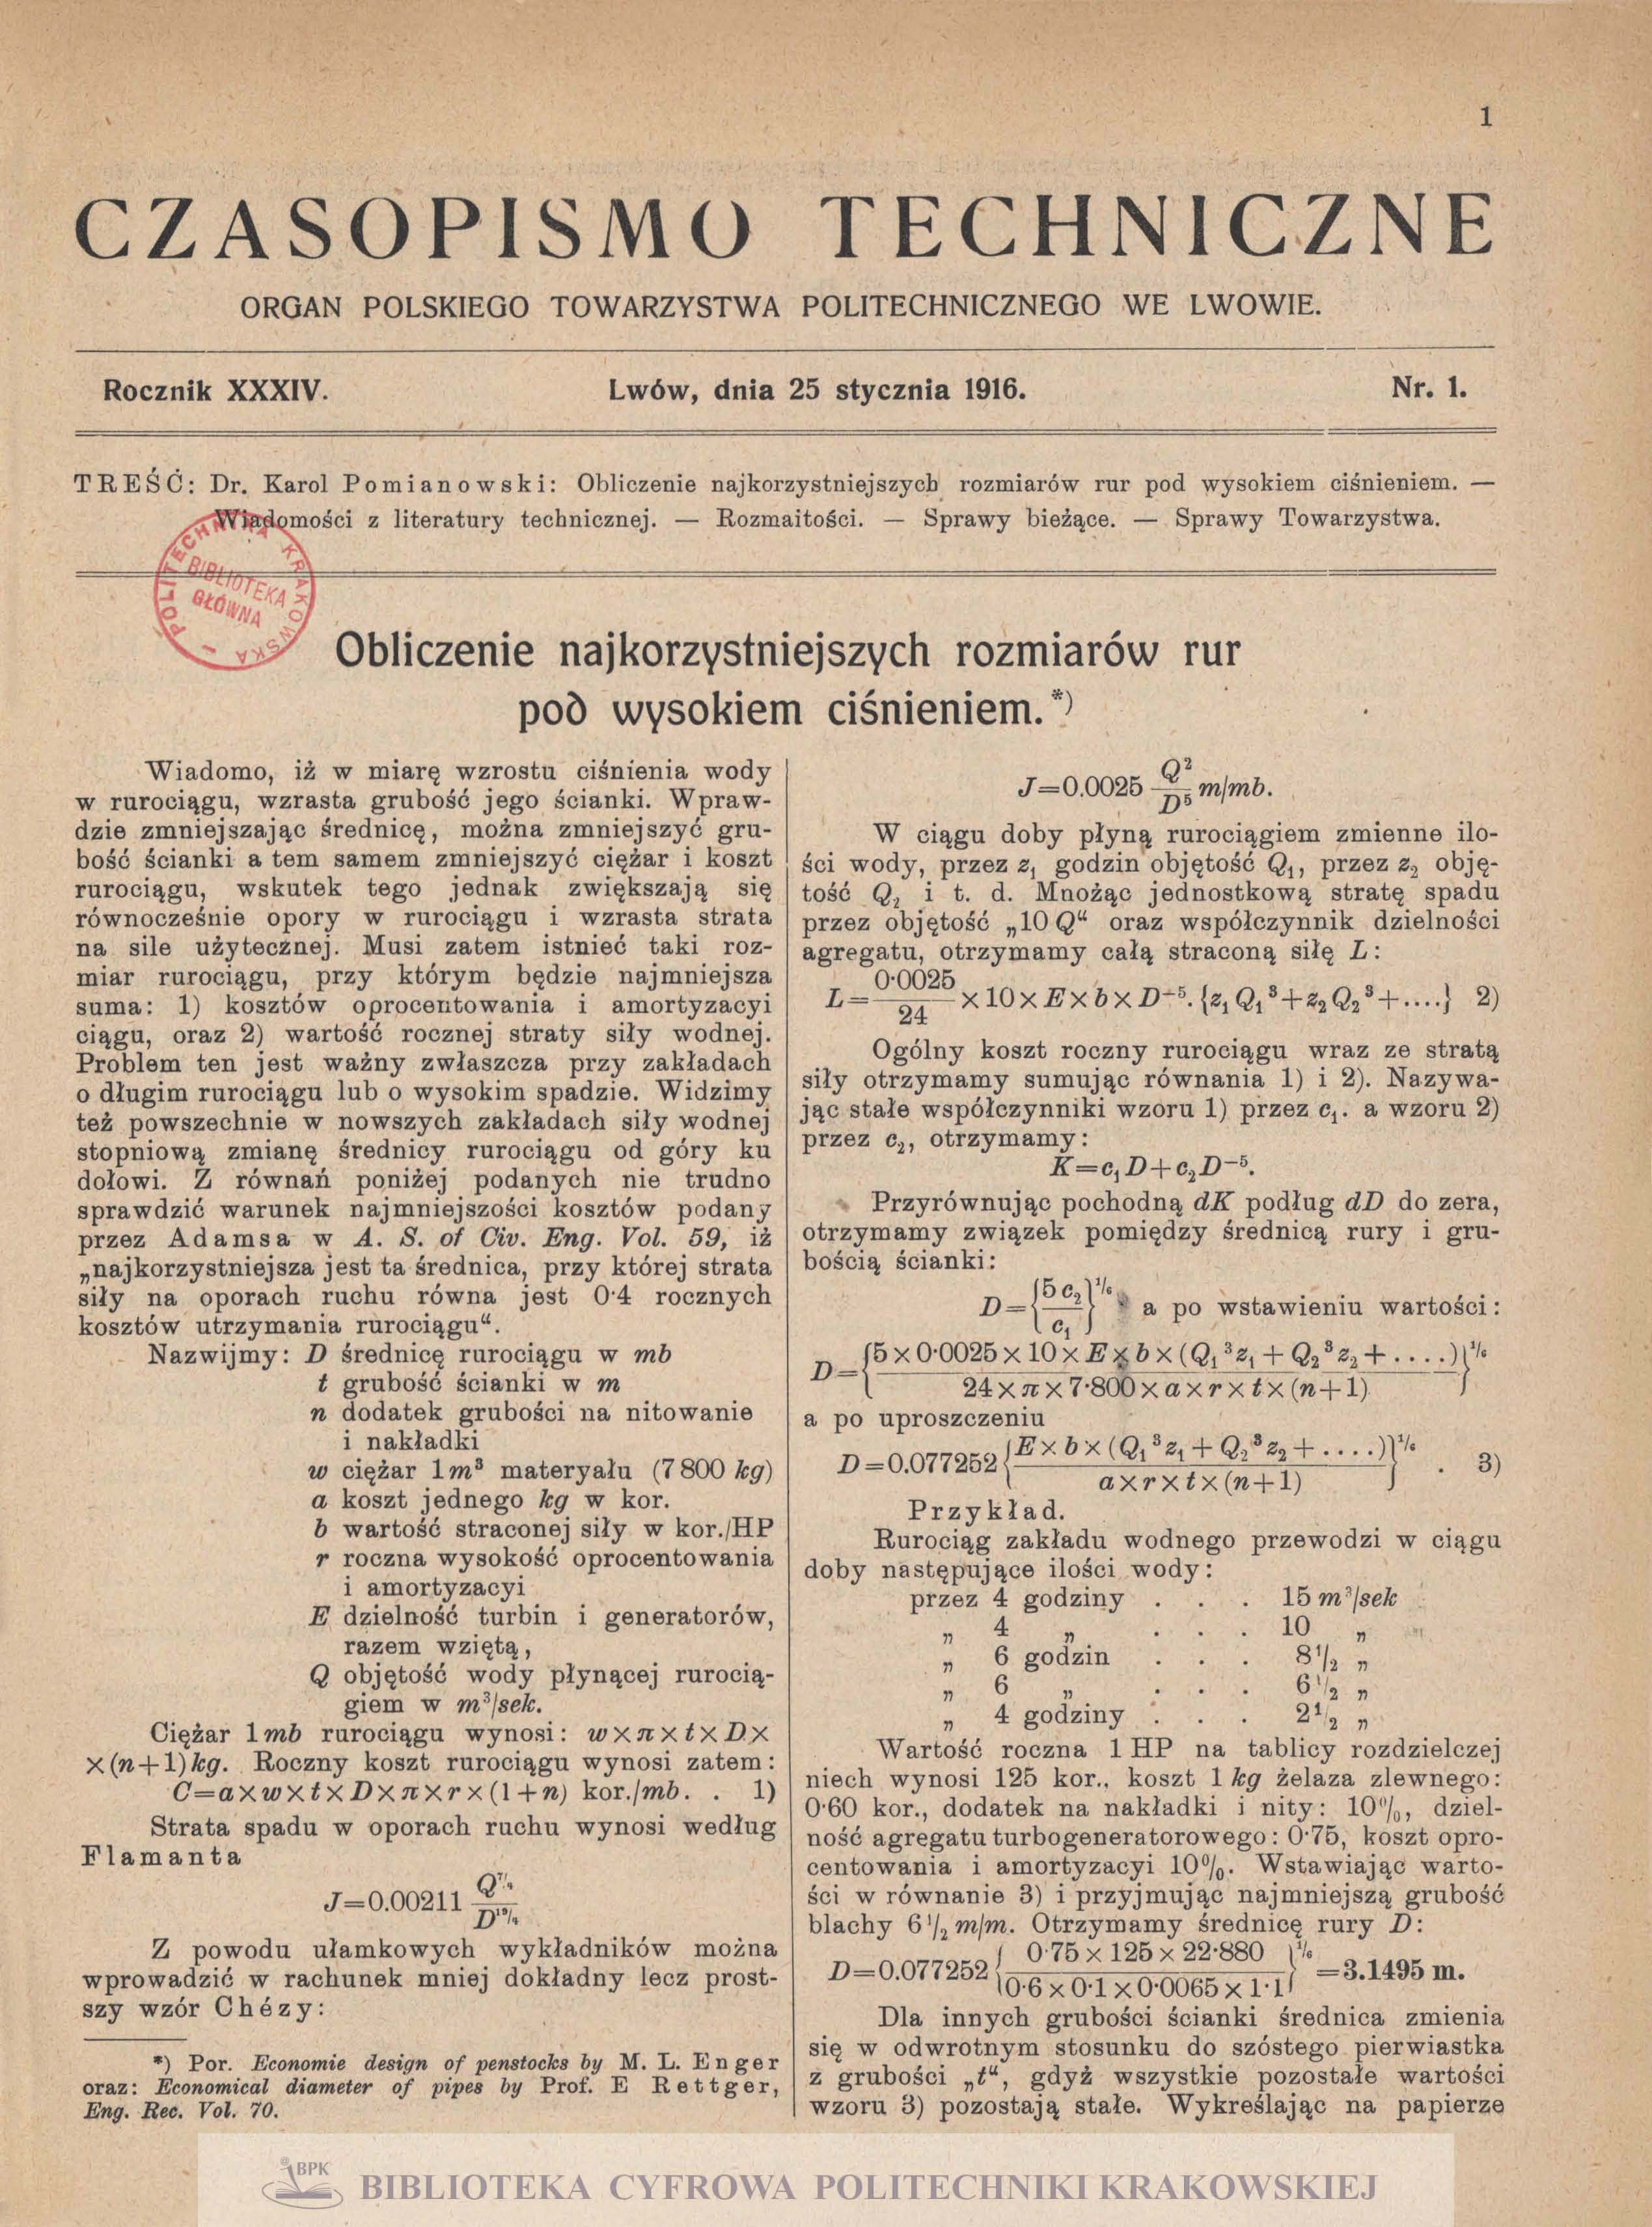 1
CZASOPISMO TECHNICZNE
ORGAN POLSKIEGO TOWARZYSTWA POLITECHNICZNEGO WE LWOWIE.
Rocznik XXXIV. Lwów, dnia 25 stycznia 1916. Nr. 1.
TREŚĆ: Dr. Karol Pomianowski: Obliczenie najkorzystniejszych rozmiarów rur pod wysokiem ciśnieniem. —
Wiadomości z literatury technicznej. — Rozmaitości. — Sprawy bieżące. — Sprawy Towarzystwa.
POLITECHNIKA KRAKOWSKA
BIBLIOTEKA
GŁÓWNA
Obliczenie najkorzystniejszych rozmiarów rur
pod wysokiem ciśnieniem.*)
Wiadomo, iż w miarę wzrostu ciśnienia wody
w rurociągu, wzrasta grubość jego ścianki. Wpraw-
dzie zmniejszając średnicę, można zmniejszyć gru-
bość ścianki a tem samem zmniejszyć ciężar i koszt
rurociągu, wskutek tego jednak zwiększają się
równocześnie opory w rurociągu i wzrasta strata
na sile użytecznej. Musi zatem istnieć taki roz-
miar rurociągu, przy którym będzie najmniejsza
suma: 1) kosztów oprocentowania i amortyzacyi
ciągu, oraz 2) wartość rocznej straty siły wodnej.
Problem ten jest ważny zwłaszcza przy zakładach
o długim rurociągu lub o wysokim spadzie. Widzimy
też powszechnie w nowszych zakładach siły wodnej
stopniową zmianę średnicy rurociągu od góry ku
dołowi. Z równań poniżej podanych nie trudno
sprawdzić warunek najmniejszości kosztów podany
przez Adamsa w A. S. of Civ. Eng. Vol. 59, iż
„najkorzystniejsza jest ta średnica, przy której strata
siły na oporach ruchu równa jest 0·4 rocznych
kosztów utrzymania rurociągu“.
Nazwijmy: D średnicę rurociągu w mb
t grubość ścianki w m
n dodatek grubości na nitowanie
i nakładki
w ciężar 1m³ materyału (7800 kg)
a koszt jednego kg w kor.
b wartość straconej siły w kor./HP
r roczna wysokość oprocentowania
i amortyzacyi
E dzielność turbin i generatorów,
razem wziętą,
Q objętość wody płynącej rurocią-
giem w m³/sek.
Ciężar 1mb rurociągu wynosi: w×π×t×D×
×(n+1)kg. Roczny koszt rurociągu wynosi zatem:
C=a×w×t×D×π×r×(1+n) kor./mb. . 1)
Strata spadu w oporach ruchu wynosi według
Flamanta
J=0.00211 Q⁷/₄ / D¹⁹/₄
Z powodu ułamkowych wykładników można
wprowadzić w rachunek mniej dokładny lecz prost-
szy wzór Chézy:
*) Por. Economie design of penstocks by M. L. Enger
oraz: Economical diameter of pipes by Prof. E Rettger,
Eng. Rec. Vol. 70.
J=0.0025 Q²/D⁵ m/mb.
W ciągu doby płyną rurociągiem zmienne ilo-
ści wody, przez z₁ godzin objętość Q₁, przez z₂ obję-
tość Q₂ i t. d. Mnożąc jednostkową stratę spadu
przez objętość „10 Q“ oraz współczynnik dzielności
agregatu, otrzymamy całą straconą siłę L:
L= 0·0025/24 ×10×E×b×D⁻⁵.{z₁Q₁³+z₂Q₂³+....} 2)
Ogólny koszt roczny rurociągu wraz ze stratą
siły otrzymamy sumując równania 1) i 2). Nazywa-
jąc stałe współczynniki wzoru 1) przez c₁. a wzoru 2)
przez c₂, otrzymamy:
K=c₁D+c₂D⁻⁵.
Przyrównując pochodną dK podług dD do zera,
otrzymamy związek pomiędzy średnicą rury i gru-
bością ścianki:
D={5c₂/c₁}¹/⁶ a po wstawieniu wartości:
D={5×0·0025×10×E×b×(Q₁³z₁+Q₂³z₂+....) / 24×π×7·800×a×r×t×(n+1)}¹/⁶
a po uproszczeniu
D=0.077252{E×b×(Q₁³z₁+Q₂³z₂+....) / a×r×t×(n+1)}¹/⁶ . 3)
Przykład.
Rurociąg zakładu wodnego przewodzi w ciągu
doby następujące ilości wody:
przez 4 godziny . . . 15 m³/sek
„ 4 „ . . . 10 „
„ 6 godzin . . . 8¹/₂ „
„ 6 „ . . . 6¹/₂ „
„ 4 godziny . . . 2¹/₂ „
Wartość roczna 1 HP na tablicy rozdzielczej
niech wynosi 125 kor., koszt 1 kg żelaza zlewnego:
0·60 kor., dodatek na nakładki i nity: 10%, dziel-
ność agregatu turbogeneratorowego: 0·75, koszt opro-
centowania i amortyzacyi 10%. Wstawiając warto-
ści w równanie 3) i przyjmując najmniejszą grubość
blachy 6¹/₂ m/m. Otrzymamy średnicę rury D:
D=0.077252{0·75×125×22·880 / 0·6×0·1×0·0065×1·1}¹/⁶=3.1495 m.
Dla innych grubości ścianki średnica zmienia
się w odwrotnym stosunku do szóstego pierwiastka
z grubości „t“, gdyż wszystkie pozostałe wartości
wzoru 3) pozostają stałe. Wykreślając na papierze
BPK
BIBLIOTEKA CYFROWA POLITECHNIKI KRAKOWSKIEJ